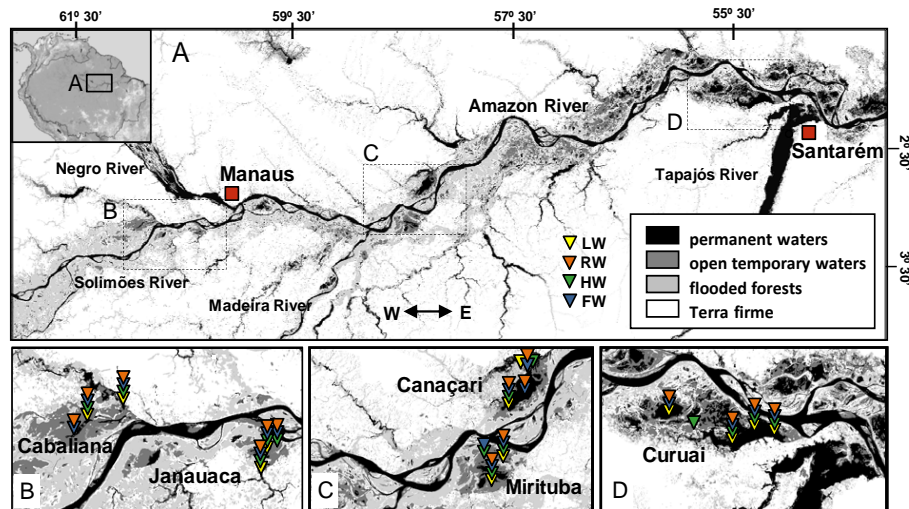 61º 30'
59º 30'
57º 30'
55º 30'
A
A
Amazon River
D
C
Negro River
Manaus
Santarém
2º 30'
Tapajós River
B
LW
RW
HW
FW
permanent waters
open temporary waters
flooded forests
Terra firme
Solimões River
Madeira River
W
E
Cabaliana
Janauaca
B
Canaçari
Mirituba
C
Curuai
D